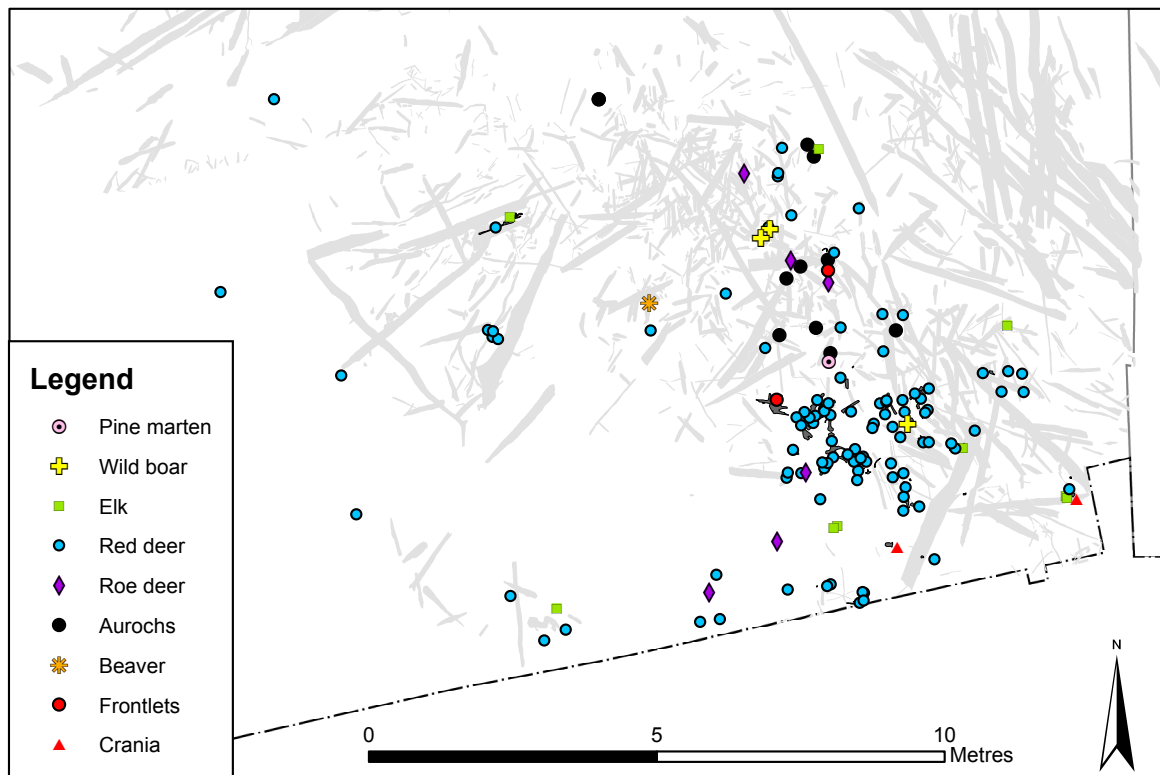 Legend
Pine marten
Wild boar
Elk
Red deer
Roe deer
Aurochs
Beaver
Frontlets
Crania
N
0 5 10
Metres